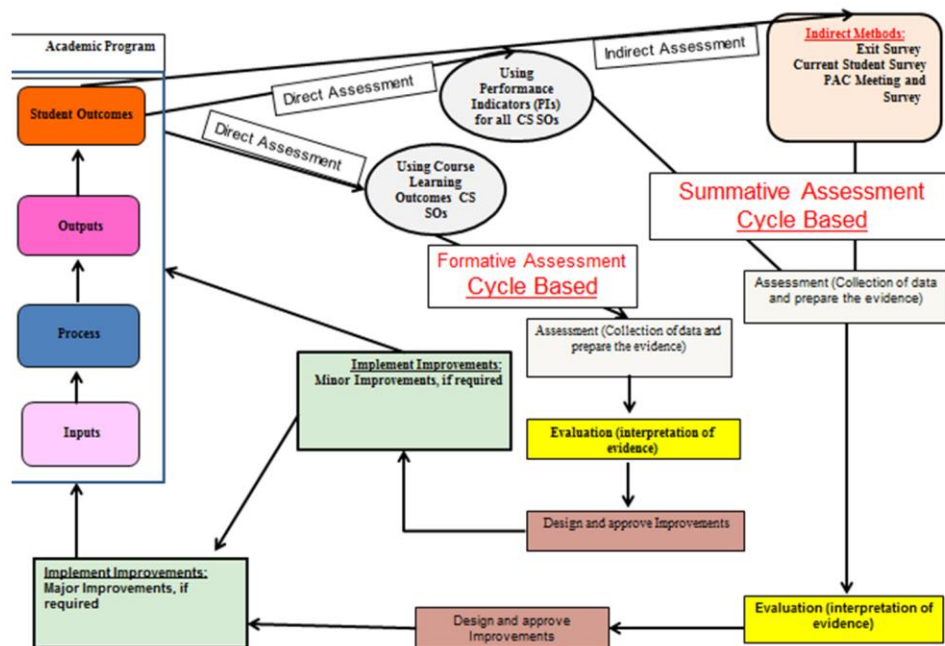 Academic Program
Student Outcomes
Outputs
Process
Inputs
Direct Assessment
Direct Assessment
Indirect Assessment
Using
Performance
Indicators (PIs)
for all CS SOs
Using Course
Learning
Outcomes CS
SOs
Indirect Methods:
Exit Survey
Current Student Survey
PAC Meeting and
Survey
Summative Assessment
Cycle Based
Formative Assessment
Cycle Based
Assessment (Collection of data
and prepare the evidence)
Assessment (Collection of data and
prepare the evidence)
Implement Improvements:
Minor Improvements, if required
Evaluation (interpretation of
evidence)
Design and approve Improvements
Implement Improvements:
Major Improvements, if
required
Design and approve
Improvements
Evaluation (interpretation of
evidence)